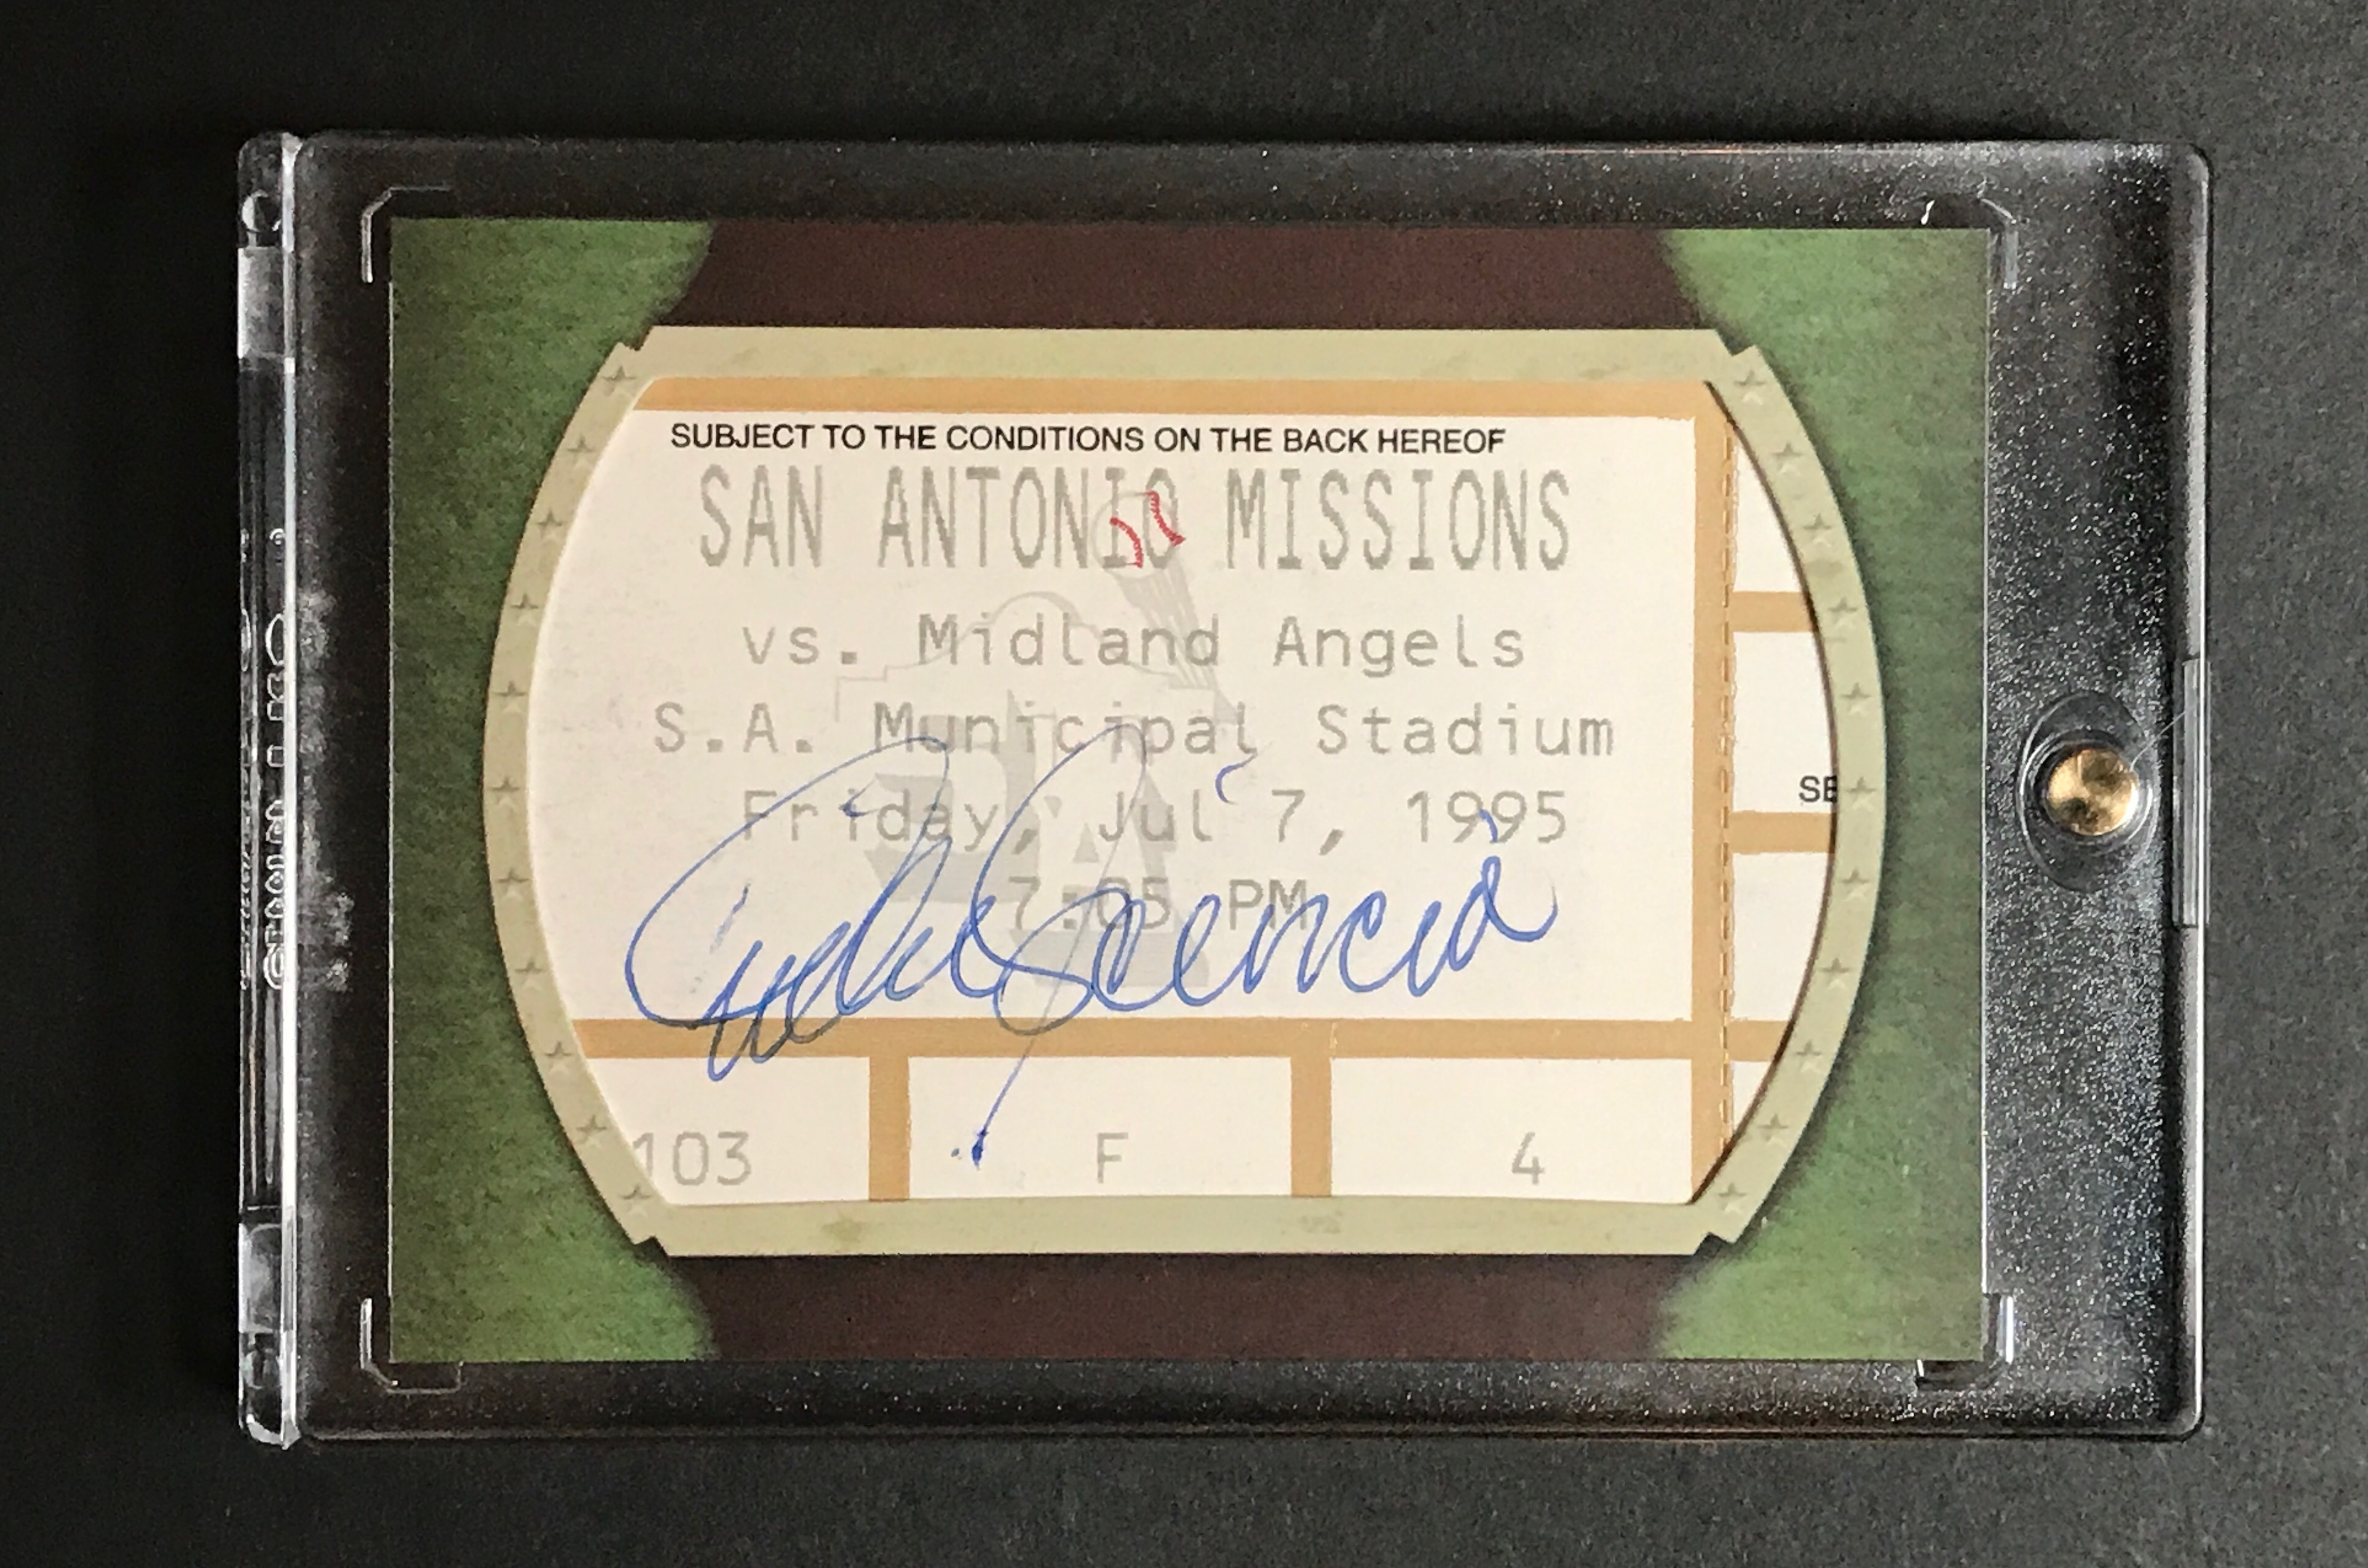 SUBJECT TO THE CONDITIONS ON THE BACK HEREOF
SAN ANTONIO MISSIONS
vs. Midland Angels
S.A. Municipal Stadium
Friday, Jul 7, 1995
7:05 PM
SE
103 F 4